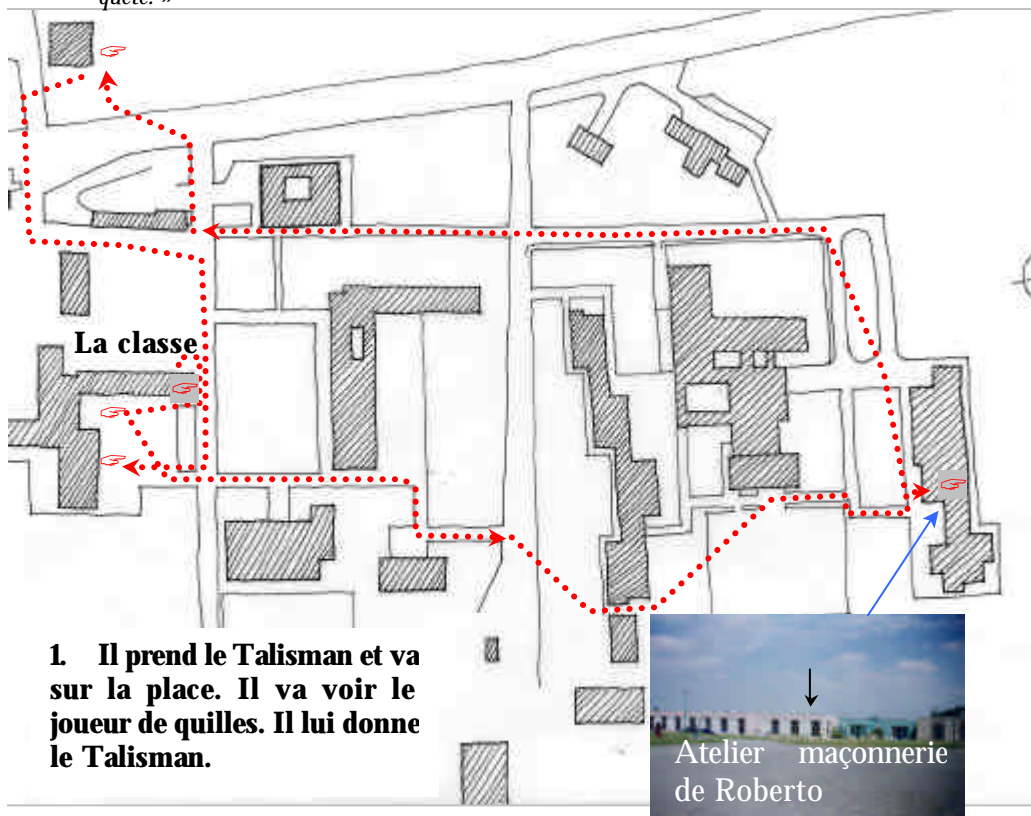 quête. »
La classe
1. Il prend le Talisman et va
sur la place. Il va voir le
joueur de quilles. Il lui donne
le Talisman.
Atelier maçonnerie
de Roberto